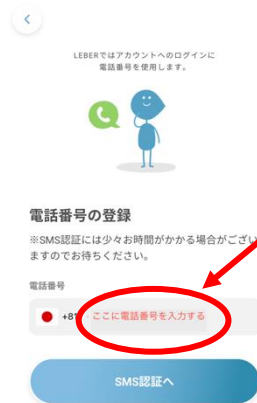 LEBERではアカウントへのログインに
電話番号を使用します。
電話番号の登録
※SMS認証には少々お時間がかかる場合がござい
ますのでお待ちください。
電話番号
+81 ここに電話番号を入力する
SMS認証へ